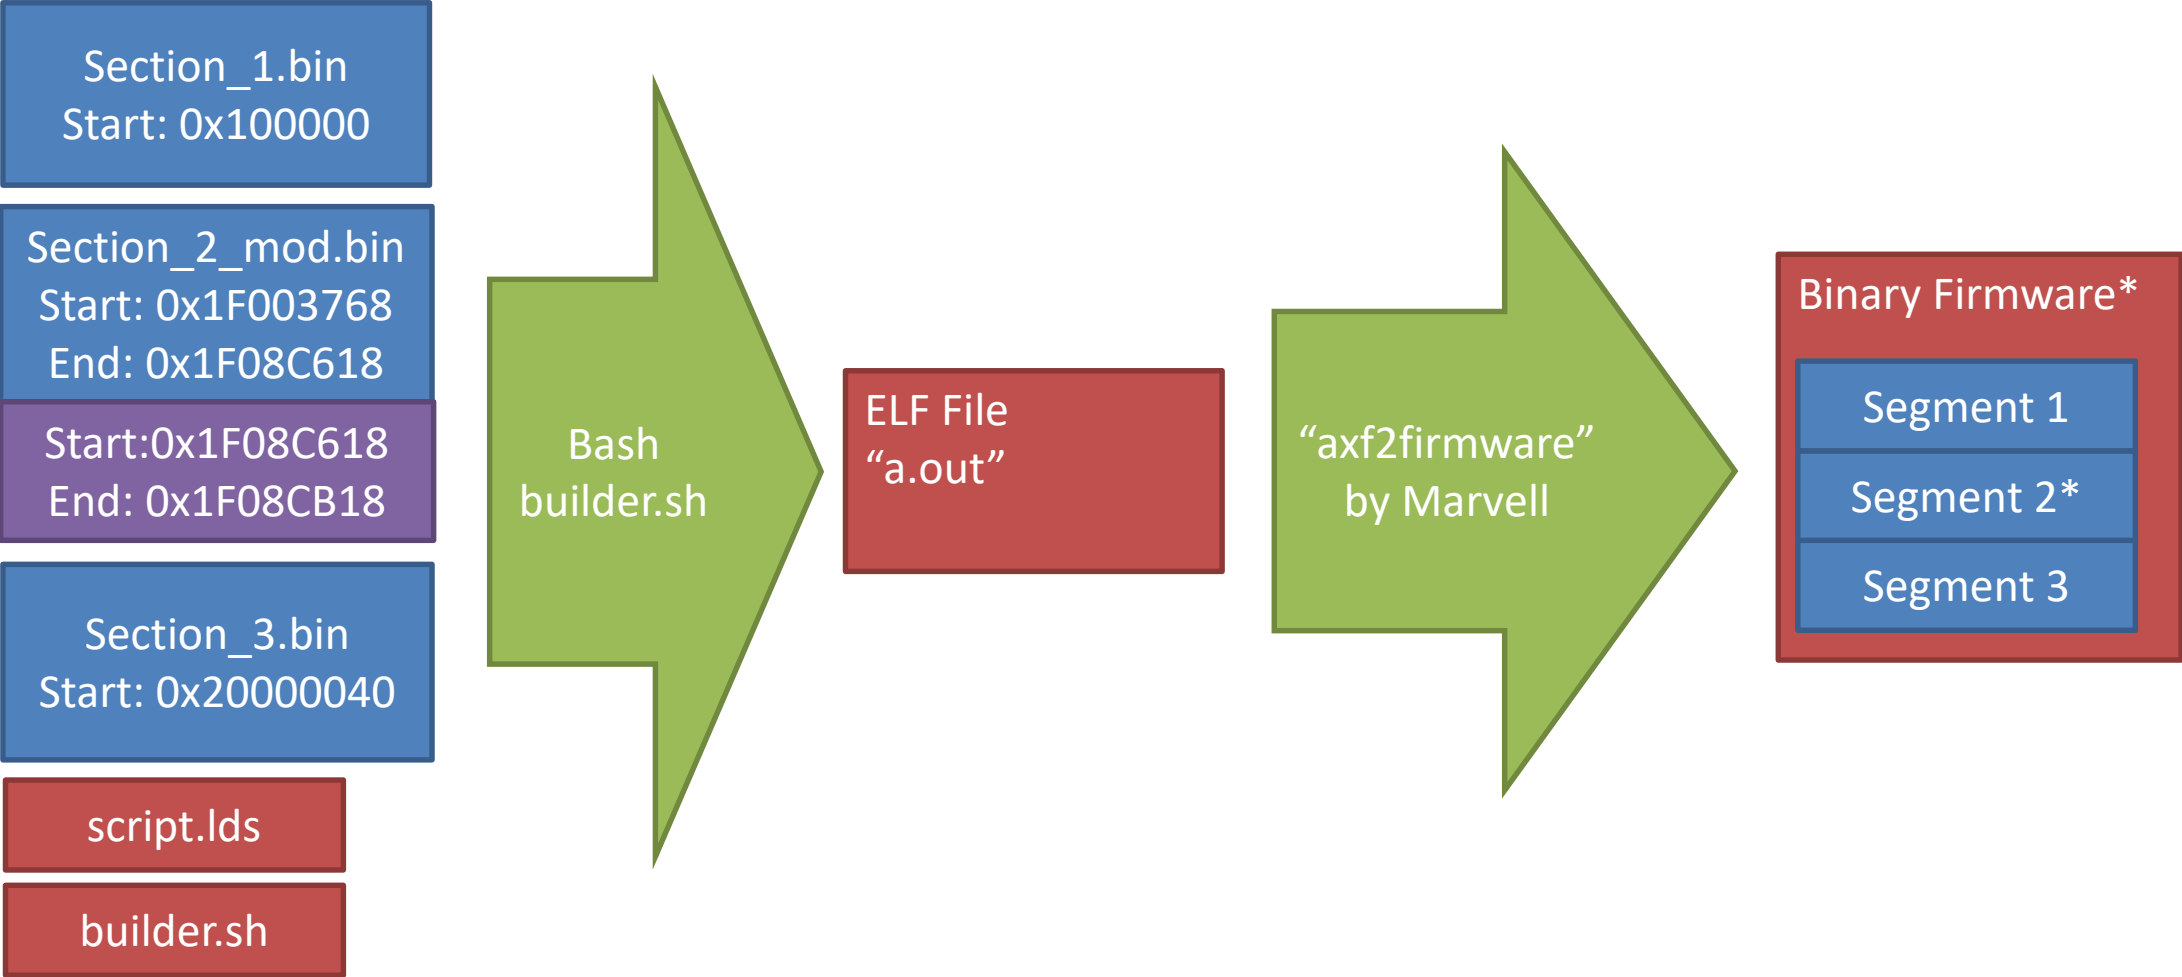 Section_1.bin
Start: 0x100000
Section_2_mod.bin
Start: 0x1F003768
End: 0x1F08C618
Start:0x1F08C618
End: 0x1F08CB18
Section_3.bin
Start: 0x20000040
script.lds
builder.sh
Bash
builder.sh
ELF File
“a.out”
“axf2firmware”
by Marvell
Binary Firmware*
Segment 1
Segment 2*
Segment 3